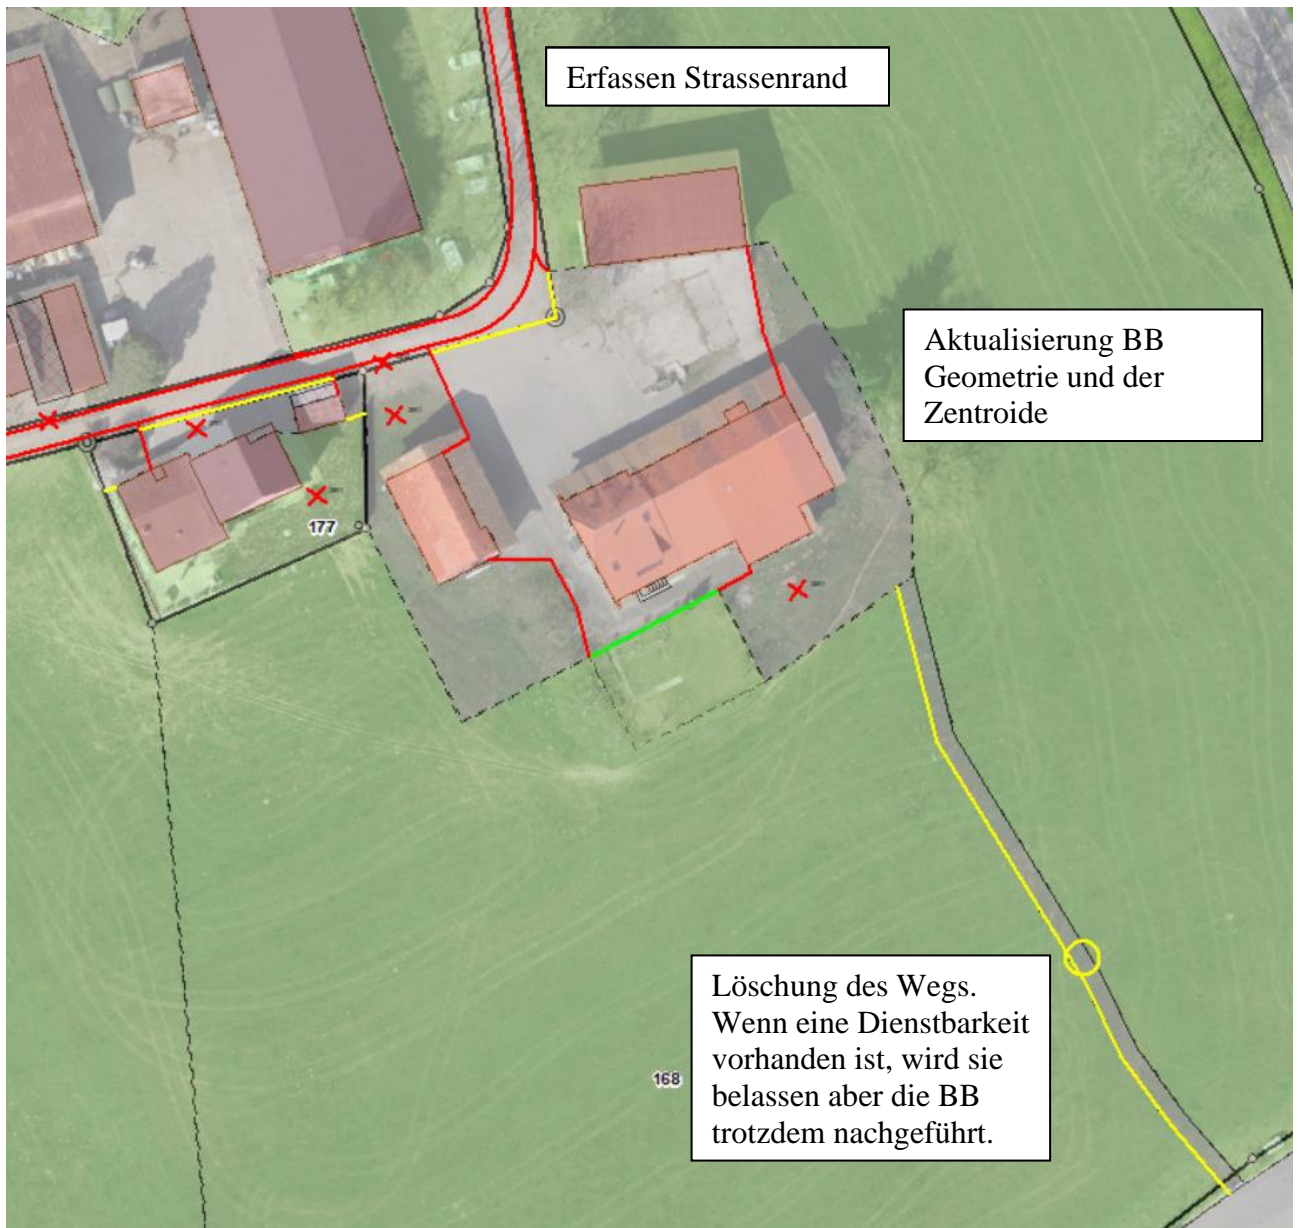 Erfassen Strassenrand
Aktualisierung BB
Geometrie und der
Zentroide
177
Löschung des Wegs.
Wenn eine Dienstbarkeit
vorhanden ist, wird sie
belassen aber die BB
trotzdem nachgeführt.
168